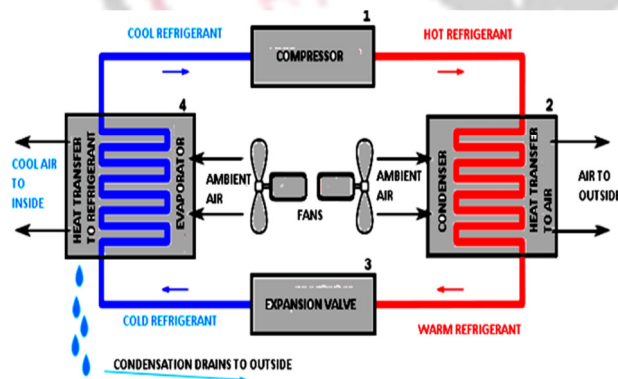 COOL REFRIGERANT
1
HOT REFRIGERANT
COMPRESSOR
4
2
HEAT TRANSFER
TO REFRIGERANT
EVAPORATOR
COOL AIR
TO
INSIDE
AMBIENT
AIR
FANS
AMBIENT
AIR
CONDENSER
HEAT TRANSFER
TO AIR
AIR TO
OUTSIDE
3
EXPANSION VALVE
COLD REFRIGERANT
WARM REFRIGERANT
CONDENSATION DRAINS TO OUTSIDE